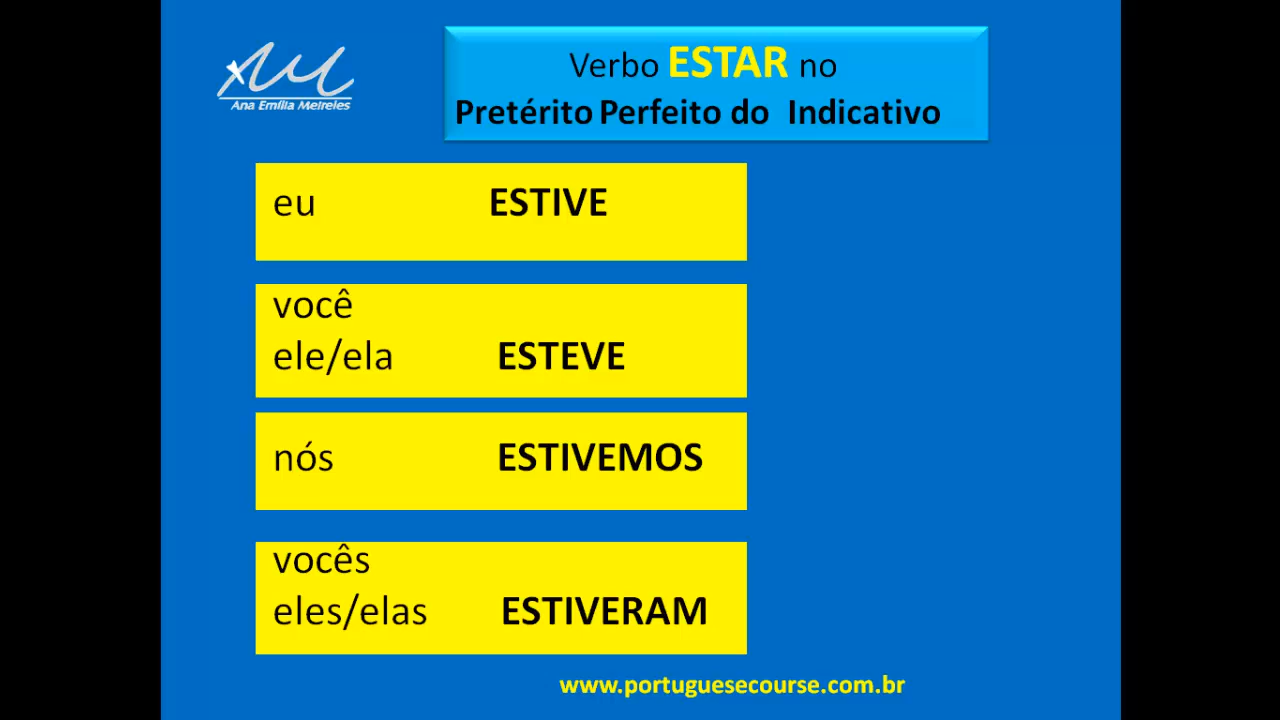 Ana Emília Meireles
Verbo ESTAR no
Pretérito Perfeito do Indicativo
eu ESTIVE
você
ele/ela ESTEVE
nós ESTIVEMOS
vocês
eles/elas ESTIVERAM
www.portuguesecourse.com.br